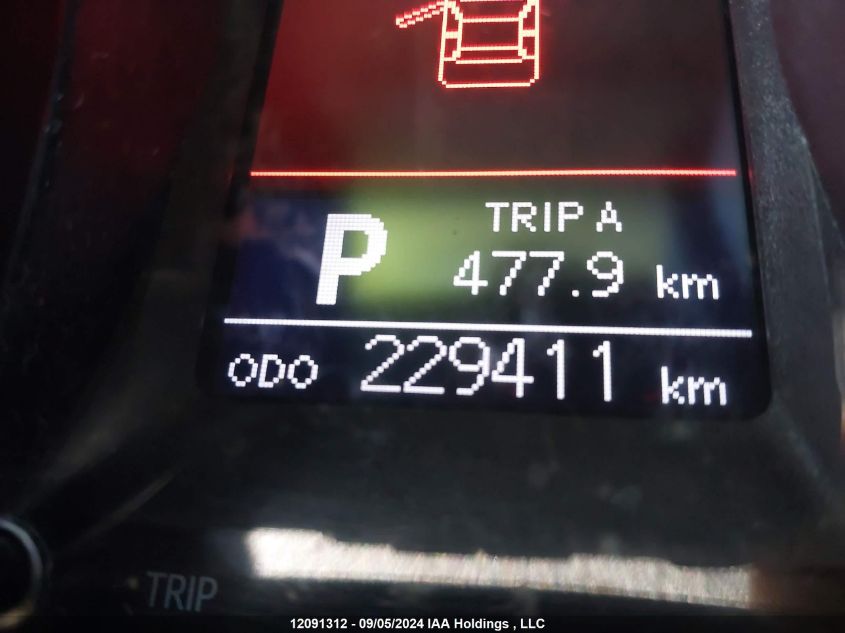 TRIP A
P 477.9 km
ODO 229411 km
TRIP
12091312 - 09/05/2024 IAA Holdings , LLC